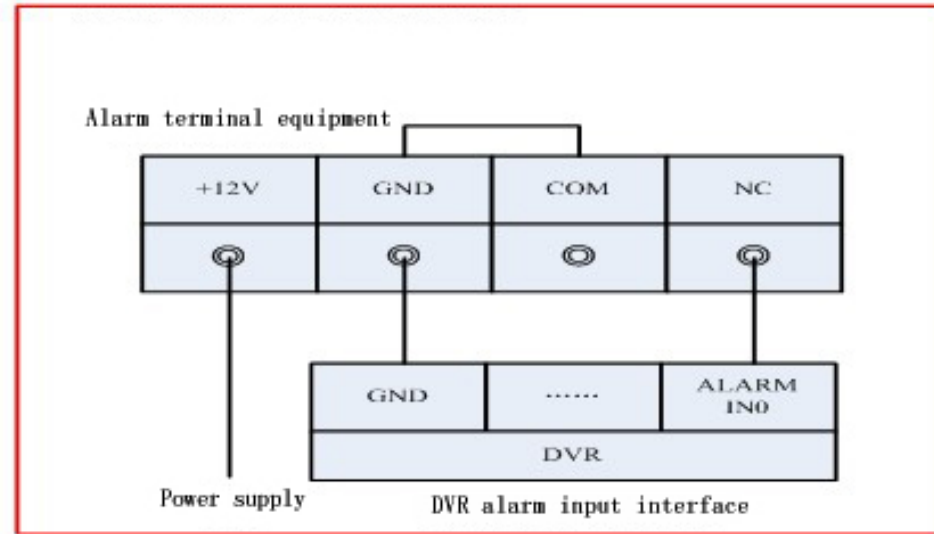 Alarm terminal equipment
+12V GND COM NC
GND ...... ALARM
IN0
DVR
Power supply
DVR alarm input interface